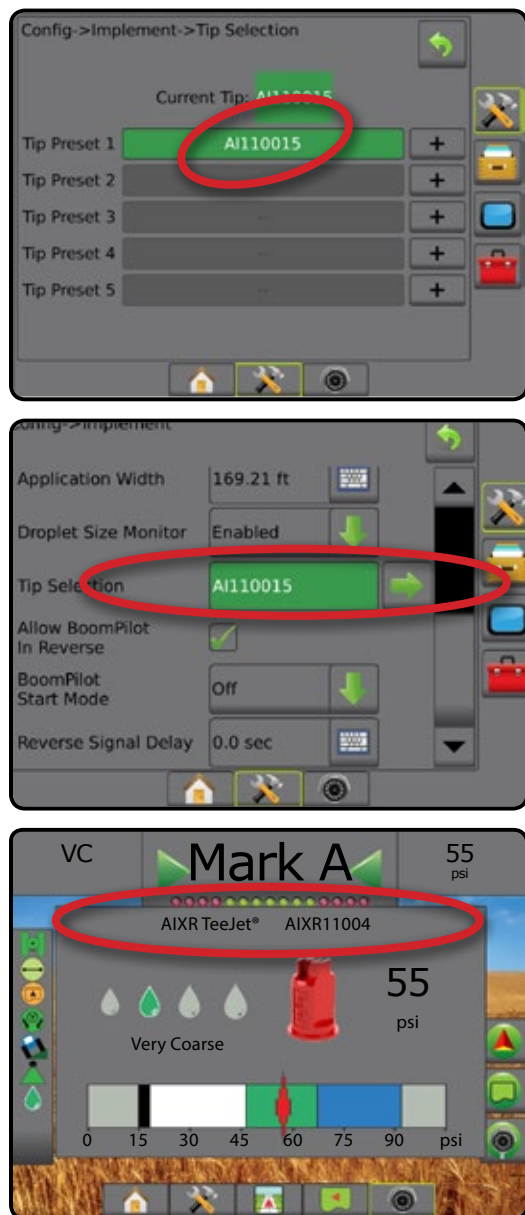 Config->Implement->Tip Selection
Current Tip: AI110015
Tip Preset 1 AI110015 +
Tip Preset 2 -- +
Tip Preset 3 -- +
Tip Preset 4 -- +
Tip Preset 5 -- +
Config->Implement
Application Width 169.21 ft
Droplet Size Monitor Enabled
Tip Selection AI110015
Allow BoomPilot
In Reverse
BoomPilot
Start Mode Off
Reverse Signal Delay 0.0 sec
VC Mark A 55
psi
AIXR TeeJet® AIXR11004
55
psi
Very Coarse
0 15 30 45 60 75 90 psi